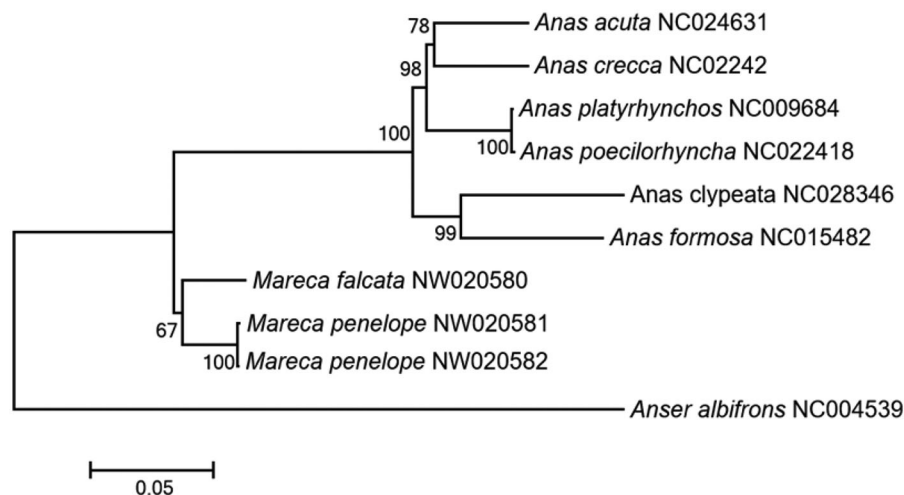 78
Anas acuta NC024631
98
Anas crecca NC02242
Anas platyrhynchos NC009684
100
100
Anas poecilorhyncha NC022418
Anas clypeata NC028346
99
Anas formosa NC015482
Mareca falcata NW020580
67
Mareca penelope NW020581
100
Mareca penelope NW020582
Anser albifrons NC004539
0.05